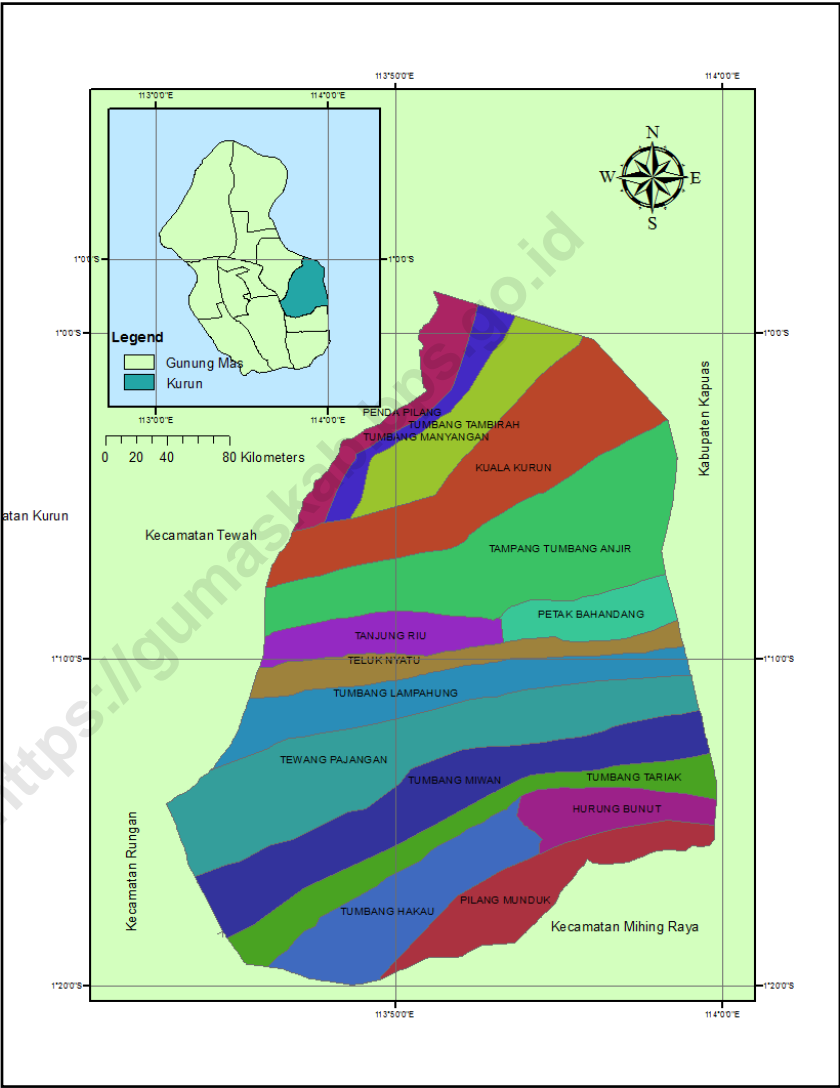 113°50'0"E
114°0'0"E
113°0'0"E
114°0'0"E
N
W
E
S
1°0'0"S
1°0'0"S
Legend
Gunung Mas
Kurun
113°0'0"E
114°0'0"E
1°0'0"S
1°0'0"S
0 20 40 80 Kilometers
PENDA PILANG
TUMBANG TAMBIRAH
TUMBANG MANYANGAN
KUALA KURUN
Kabupaten Kapuas
atan Kurun
Kecamatan Tewah
TAMPANG TUMBANG ANJIR
PETAK BAHANDANG
TANJUNG RIU
TELUK NYATU
1°10'0"S
1°10'0"S
TUMBANG LAMPAHUNG
TEWANG PAJANGAN
TUMBANG MIWAN
TUMBANG TARIAK
HURUNG BUNUT
Kecamatan Rungan
PILANG MUNDUK
TUMBANG HAKAU
Kecamatan Mihing Raya
1°20'0"S
1°20'0"S
113°50'0"E
114°0'0"E
https://gumaskab.bps.go.id